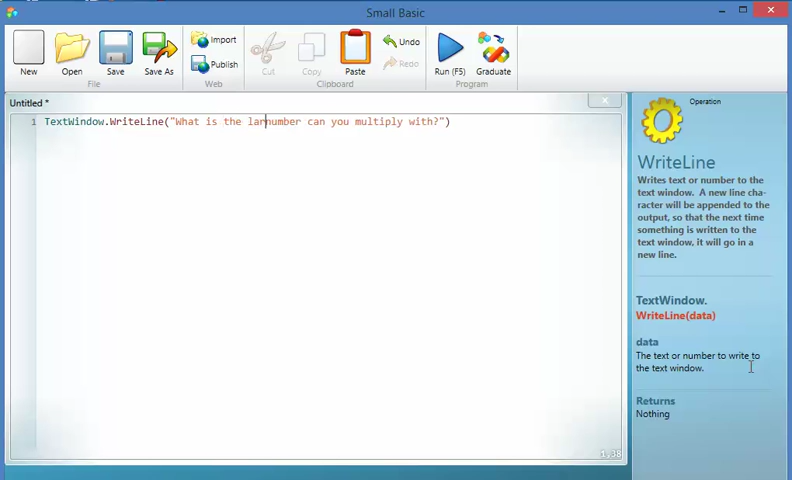 Small Basic
New
Open
Save
Save As
Import
Publish
Cut
Copy
Paste
Undo
Redo
Run (F5)
Graduate
File
Web
Clipboard
Program
Untitled *
1 TextWindow.WriteLine("What is the larnumber can you multiply with?")
1,38
Operation
WriteLine
Writes text or number to the
text window. A new line cha-
racter will be appended to the
output, so that the next time
something is written to the
text window, it will go in a
new line.
TextWindow.
WriteLine(data)
data
The text or number to write to
the text window.
Returns
Nothing